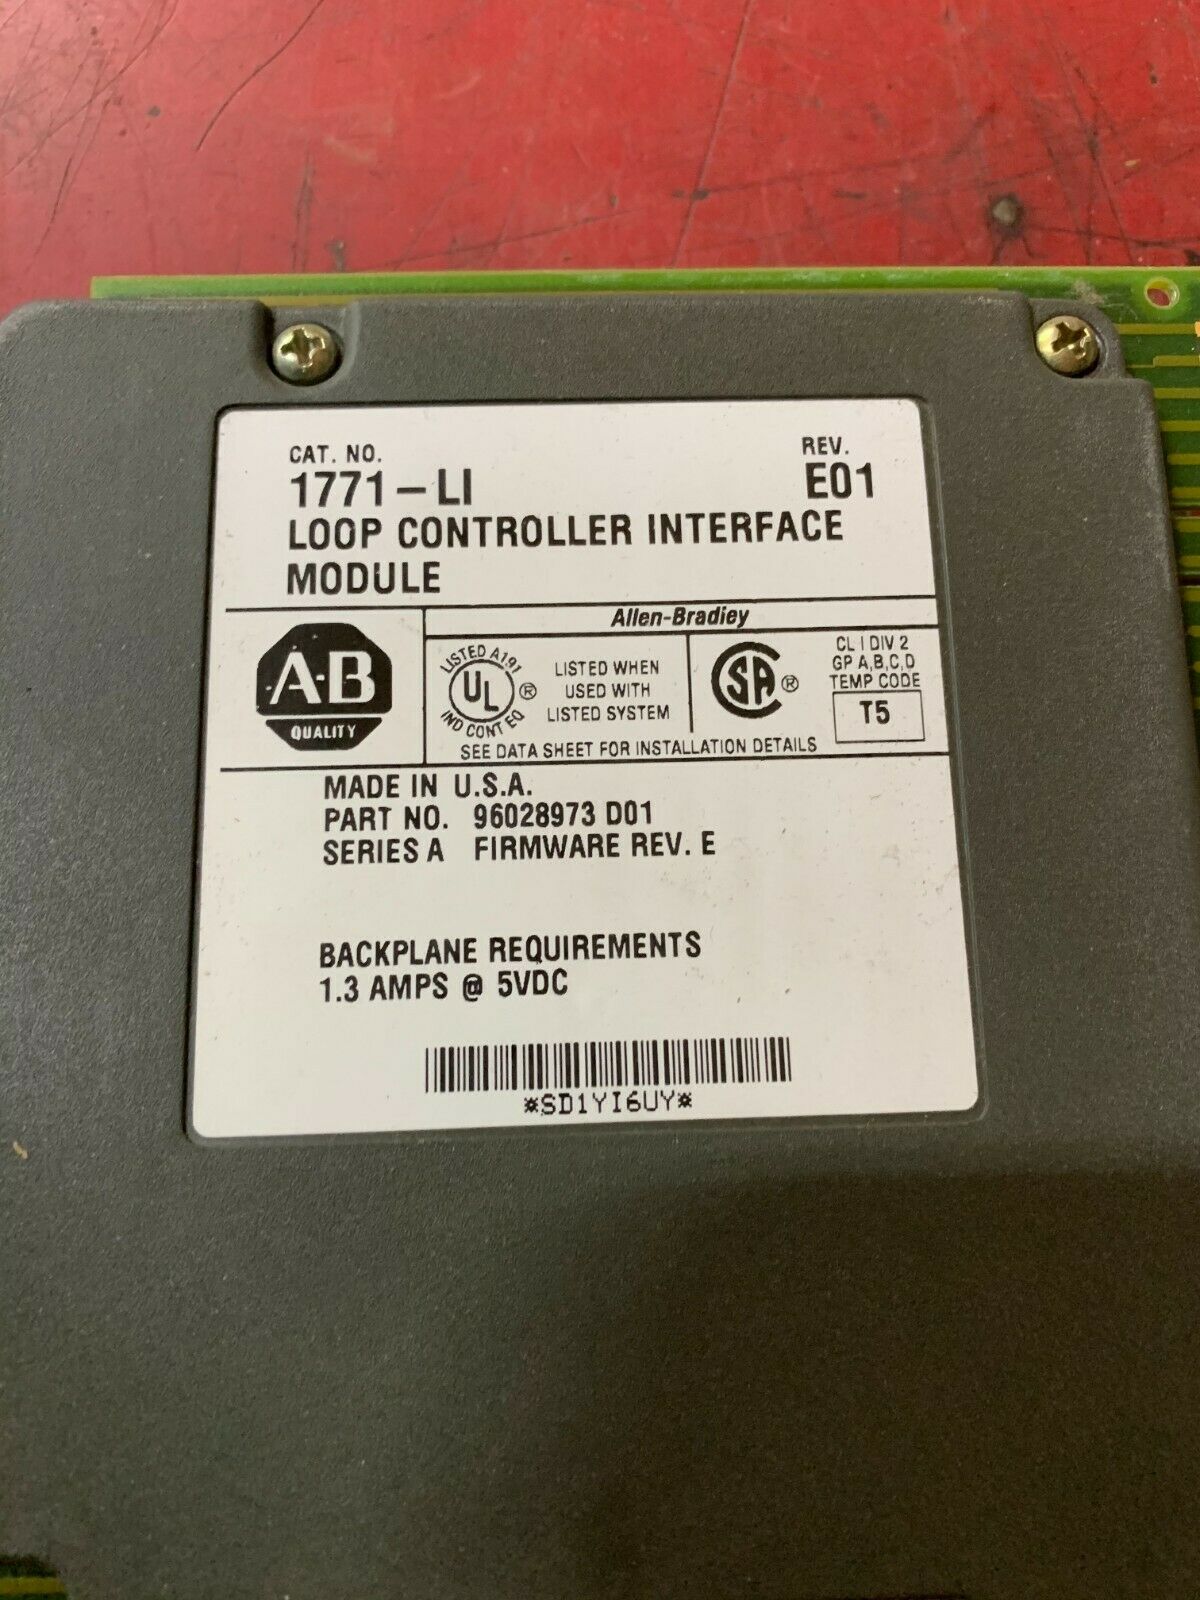 CAT. NO.
REV.
1771-LI
E01
LOOP CONTROLLER INTERFACE
MODULE
Allen-Bradley
A-B
QUALITY
LISTED A191
UL ®
IND CONT EQ
LISTED WHEN
USED WITH
LISTED SYSTEM
SA ®
CL I DIV 2
GP A,B,C,D
TEMP CODE
T5
SEE DATA SHEET FOR INSTALLATION DETAILS
MADE IN U.S.A.
PART NO. 96028973 D01
SERIES A FIRMWARE REV. E
BACKPLANE REQUIREMENTS
1.3 AMPS @ 5VDC
*SD1YI6UY*